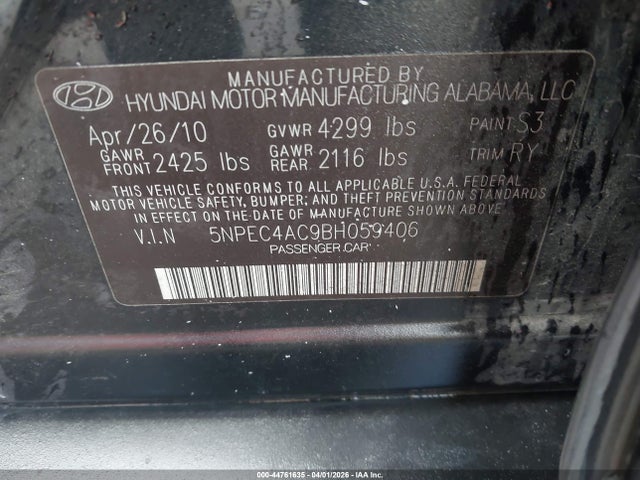 MANUFACTURED BY
HYUNDAI MOTOR MANUFACTURING ALABAMA, LLC
Apr/26/10 GVWR 4299 lbs PAINT S3
GAWR FRONT 2425 lbs GAWR REAR 2116 lbs TRIM RY
THIS VEHICLE CONFORMS TO ALL APPLICABLE U.S.A. FEDERAL
MOTOR VEHICLE SAFETY, BUMPER, AND THEFT PREVENTION STANDARDS
IN EFFECT ON THE DATE OF MANUFACTURE SHOWN ABOVE.
V.I.N 5NPEC4AC9BH059406
PASSENGER CAR
000-44761635 - 04/01/2026 - 00040